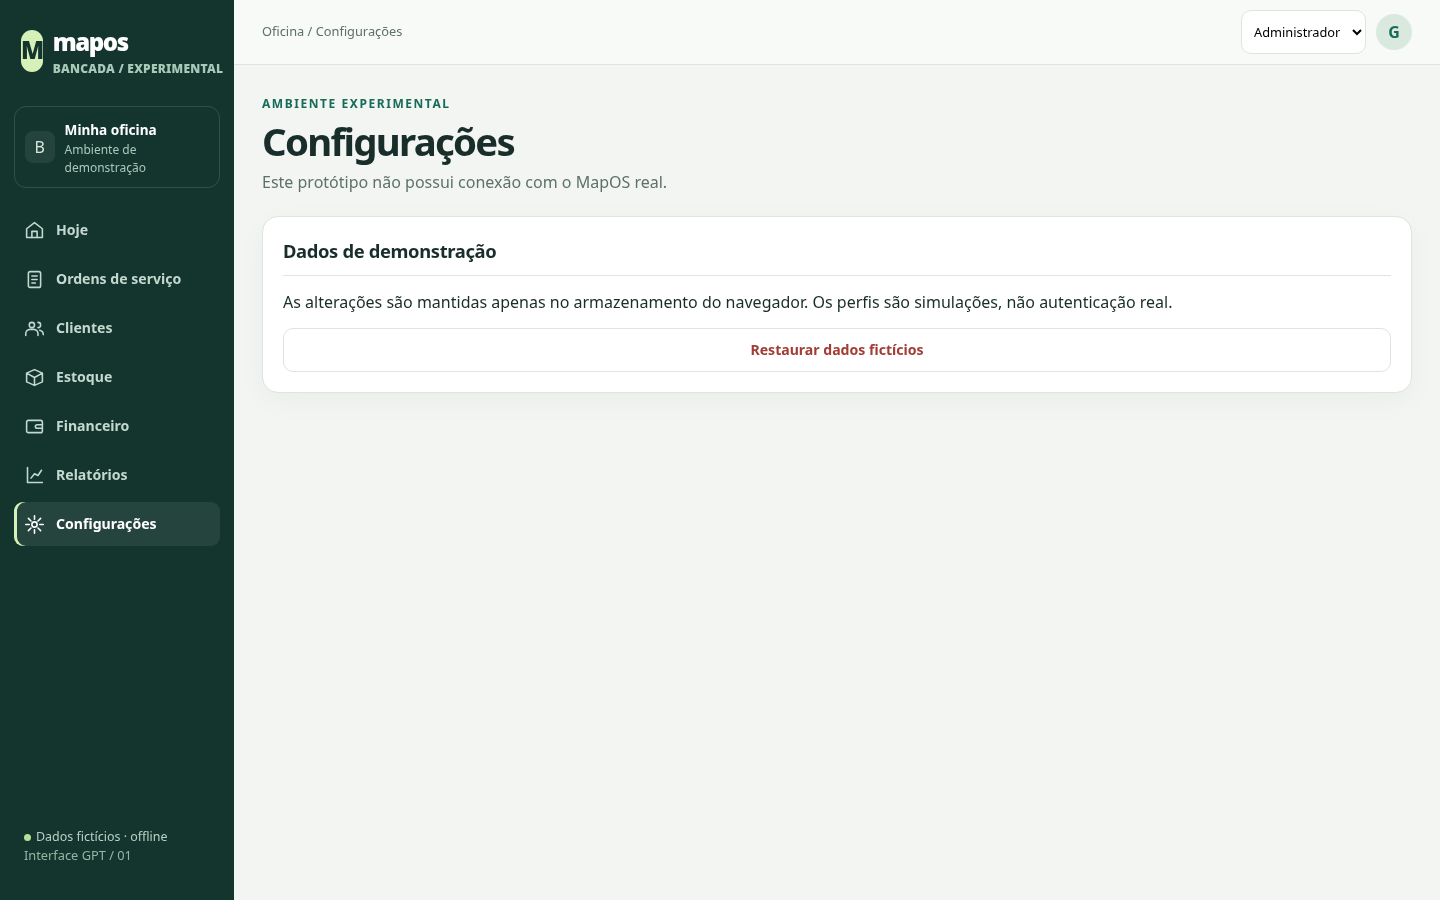 M
mapos
BANCADA / EXPERIMENTAL
B
Minha oficina
Ambiente de
demonstração
Hoje
Ordens de serviço
Clientes
Estoque
Financeiro
Relatórios
Configurações
Dados fictícios · offline
Interface GPT / 01
Oficina / Configurações
Administrador
G
AMBIENTE EXPERIMENTAL
Configurações
Este protótipo não possui conexão com o MapOS real.
Dados de demonstração
As alterações são mantidas apenas no armazenamento do navegador. Os perfis são simulações, não autenticação real.
Restaurar dados fictícios